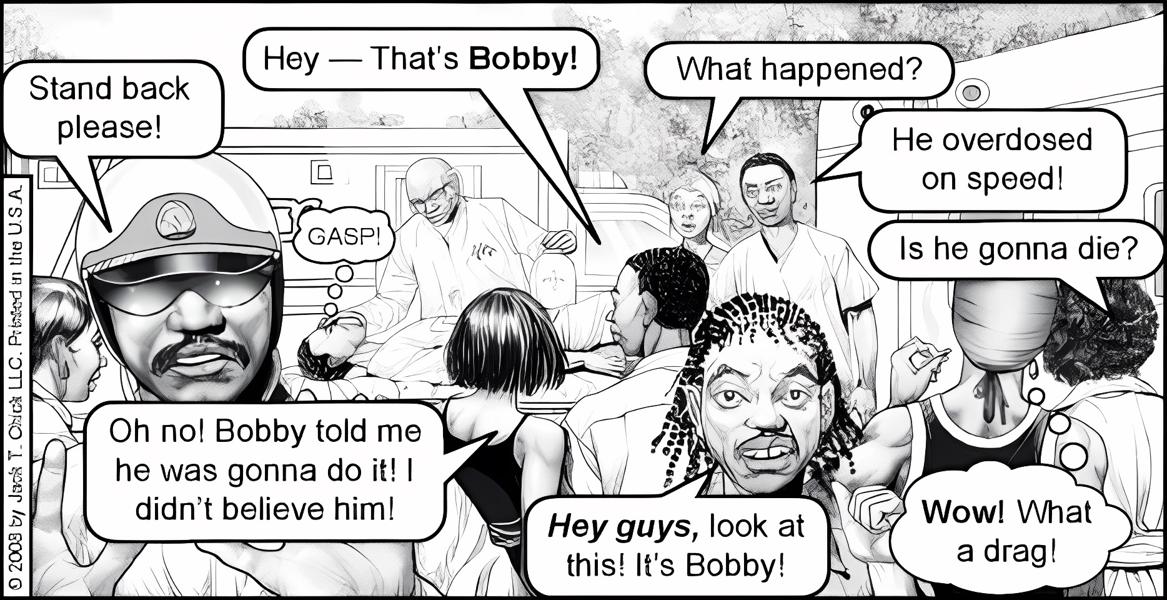 Stand back
please!
Hey — That's Bobby!
What happened?
He overdosed
on speed!
Is he gonna die?
GASP!
Oh no! Bobby told me
he was gonna do it! I
didn't believe him!
Hey guys, look at
this! It's Bobby!
Wow! What
a drag!
© 2008 by Jack T. Chick LLC. Printed in the U.S.A.